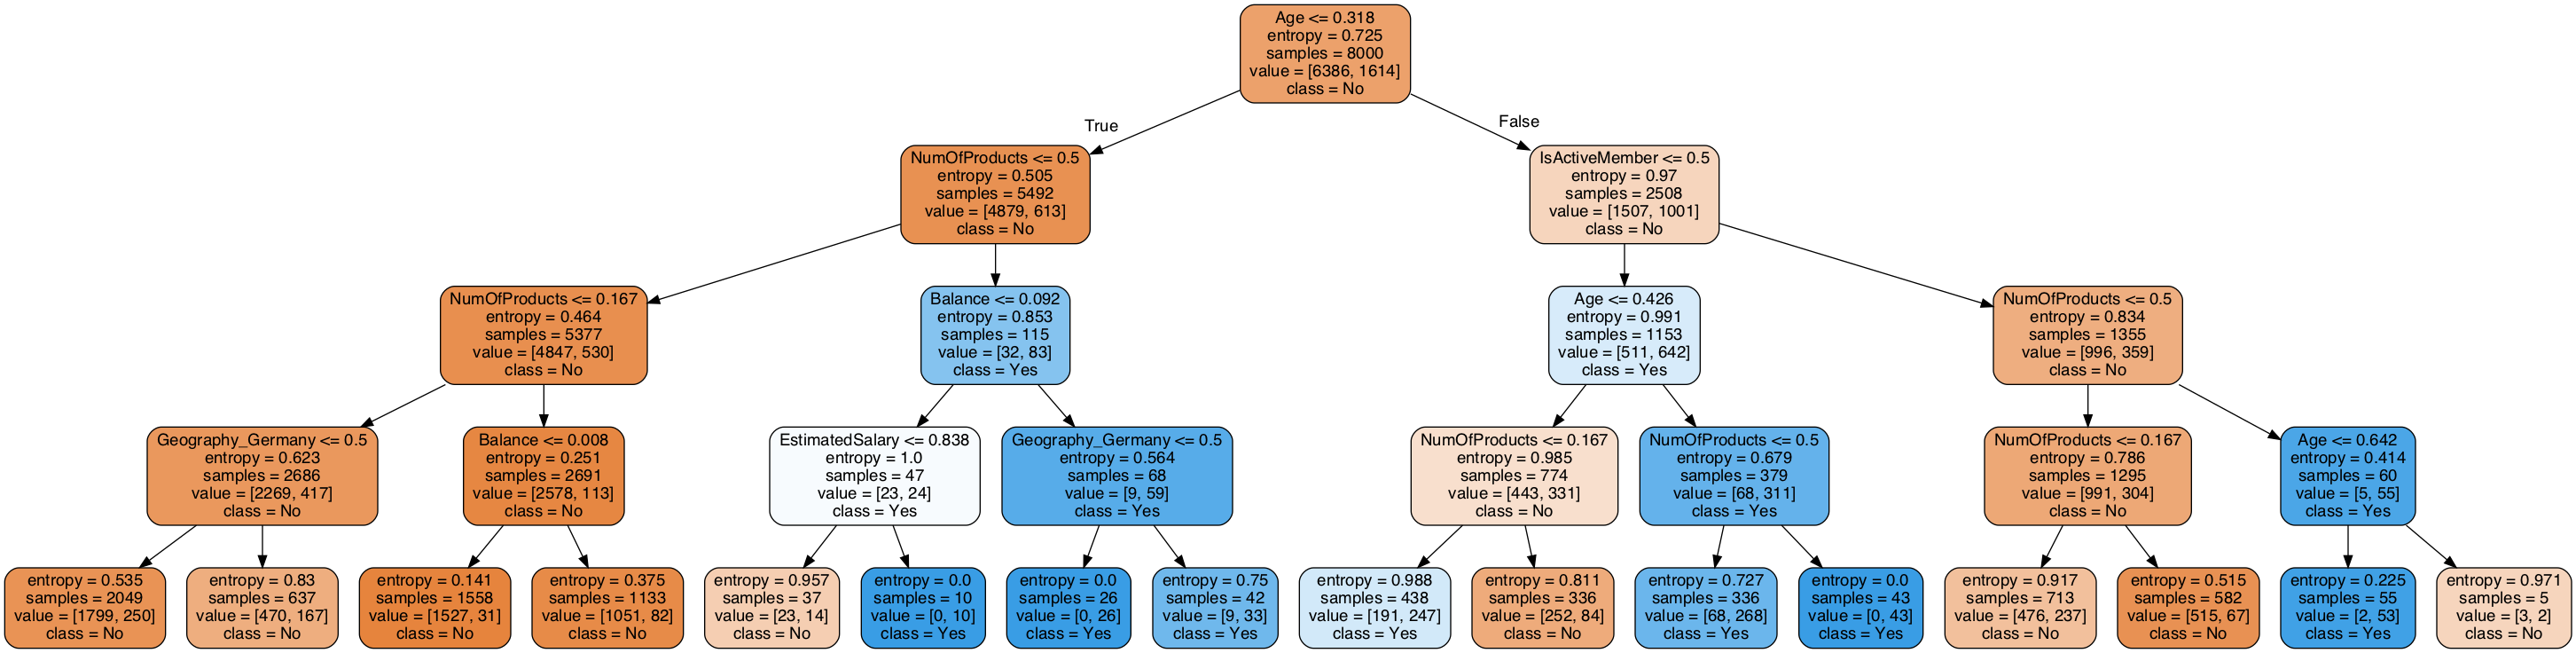 Age <= 0.318
entropy = 0.725
samples = 8000
value = [6386, 1614]
class = No
True
False
NumOfProducts <= 0.5
entropy = 0.505
samples = 5492
value = [4879, 613]
class = No
IsActiveMember <= 0.5
entropy = 0.97
samples = 2508
value = [1507, 1001]
class = No
NumOfProducts <= 0.167
entropy = 0.464
samples = 5377
value = [4847, 530]
class = No
Balance <= 0.092
entropy = 0.853
samples = 115
value = [32, 83]
class = Yes
Age <= 0.426
entropy = 0.991
samples = 1153
value = [511, 642]
class = Yes
NumOfProducts <= 0.5
entropy = 0.834
samples = 1355
value = [996, 359]
class = No
Geography_Germany <= 0.5
entropy = 0.623
samples = 2686
value = [2269, 417]
class = No
Balance <= 0.008
entropy = 0.251
samples = 2691
value = [2578, 113]
class = No
EstimatedSalary <= 0.838
entropy = 1.0
samples = 47
value = [23, 24]
class = Yes
Geography_Germany <= 0.5
entropy = 0.564
samples = 68
value = [9, 59]
class = Yes
NumOfProducts <= 0.167
entropy = 0.985
samples = 774
value = [443, 331]
class = No
NumOfProducts <= 0.5
entropy = 0.679
samples = 379
value = [68, 311]
class = Yes
NumOfProducts <= 0.167
entropy = 0.786
samples = 1295
value = [991, 304]
class = No
Age <= 0.642
entropy = 0.414
samples = 60
value = [5, 55]
class = Yes
entropy = 0.535
samples = 2049
value = [1799, 250]
class = No
entropy = 0.83
samples = 637
value = [470, 167]
class = No
entropy = 0.141
samples = 1558
value = [1527, 31]
class = No
entropy = 0.375
samples = 1133
value = [1051, 82]
class = No
entropy = 0.957
samples = 37
value = [23, 14]
class = No
entropy = 0.0
samples = 10
value = [0, 10]
class = Yes
entropy = 0.0
samples = 26
value = [0, 26]
class = Yes
entropy = 0.75
samples = 42
value = [9, 33]
class = Yes
entropy = 0.988
samples = 438
value = [191, 247]
class = Yes
entropy = 0.811
samples = 336
value = [252, 84]
class = No
entropy = 0.727
samples = 336
value = [68, 268]
class = Yes
entropy = 0.0
samples = 43
value = [0, 43]
class = Yes
entropy = 0.917
samples = 713
value = [476, 237]
class = No
entropy = 0.515
samples = 582
value = [515, 67]
class = No
entropy = 0.225
samples = 55
value = [2, 53]
class = Yes
entropy = 0.971
samples = 5
value = [3, 2]
class = No